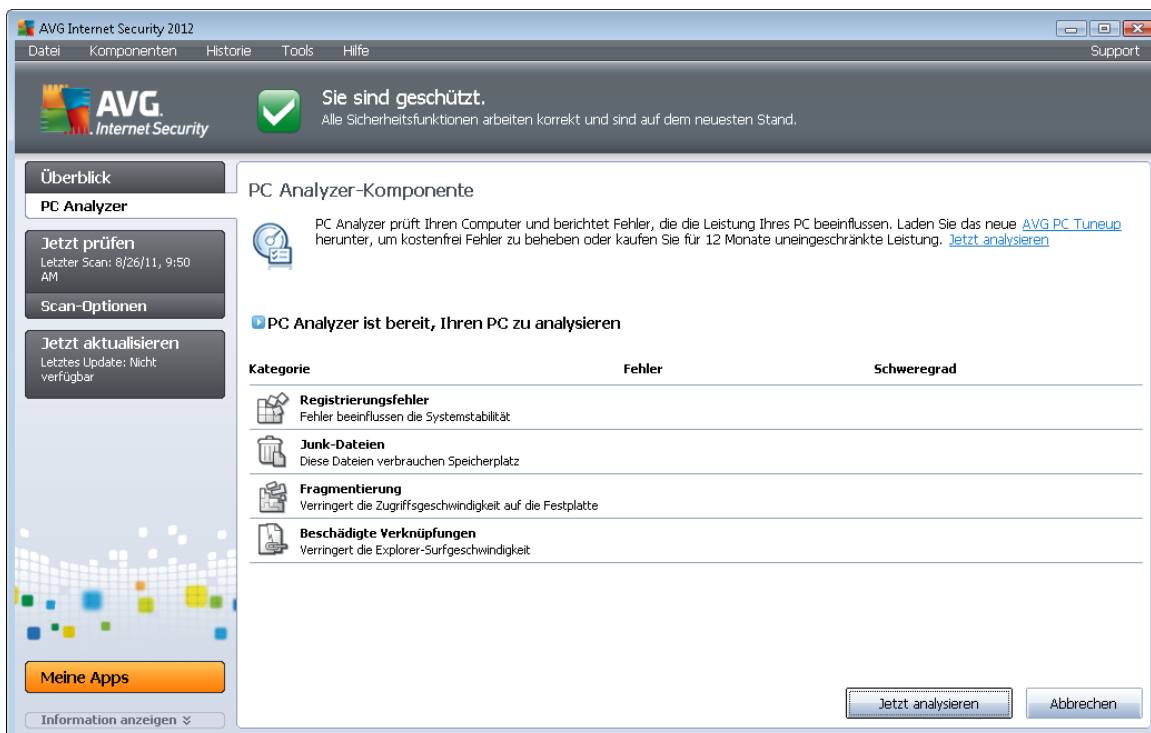 AVG Internet Security 2012
Datei Komponenten Historie Tools Hilfe Support
AVG.
Internet Security
Sie sind geschützt.
Alle Sicherheitsfunktionen arbeiten korrekt und sind auf dem neuesten Stand.
Überblick
PC Analyzer
Jetzt prüfen
Letzter Scan: 8/26/11, 9:50
AM
Scan-Optionen
Jetzt aktualisieren
Letztes Update: Nicht
verfügbar
Meine Apps
Information anzeigen
PC Analyzer-Komponente
PC Analyzer prüft Ihren Computer und berichtet Fehler, die die Leistung Ihres PC beeinflussen. Laden Sie das neue AVG PC Tuneup
herunter, um kostenfrei Fehler zu beheben oder kaufen Sie für 12 Monate uneingeschränkte Leistung. Jetzt analysieren
PC Analyzer ist bereit, Ihren PC zu analysieren
Kategorie Fehler Schweregrad
Registrierungsfehler
Fehler beeinflussen die Systemstabilität
Junk-Dateien
Diese Dateien verbrauchen Speicherplatz
Fragmentierung
Verringert die Zugriffsgeschwindigkeit auf die Festplatte
Beschädigte Verknüpfungen
Verringert die Explorer-Surfgeschwindigkeit
Jetzt analysieren Abbrechen